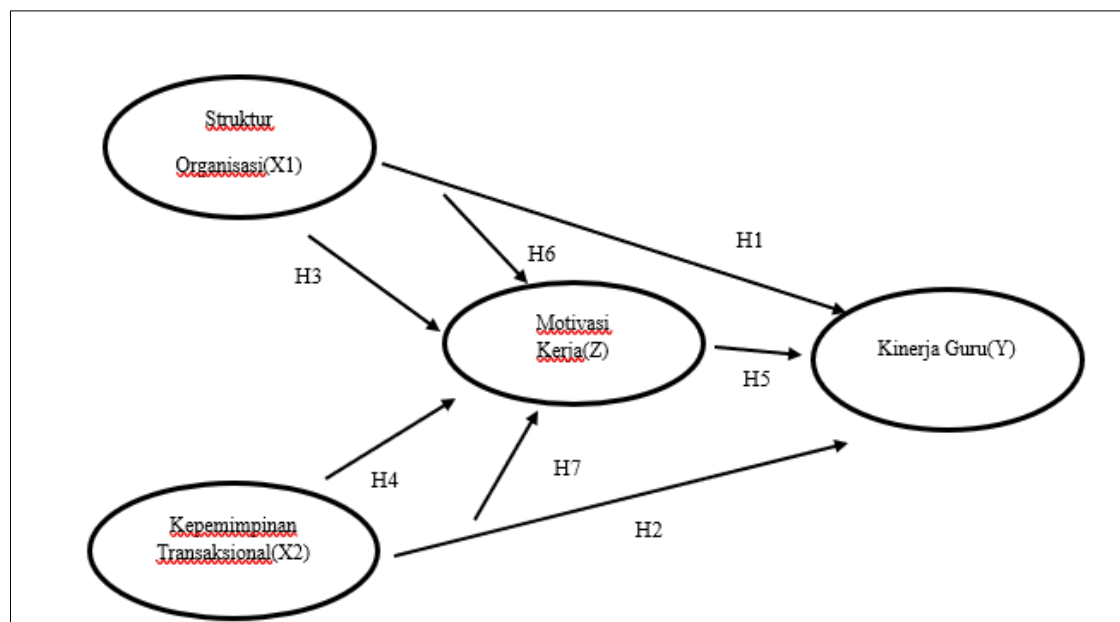 Struktur
Organisasi(X1)
H1
H6
H3
Motivasi
Kerja(Z)
Kinerja Guru(Y)
H5
H4
H7
Kepemimpinan
Transaksional(X2)
H2